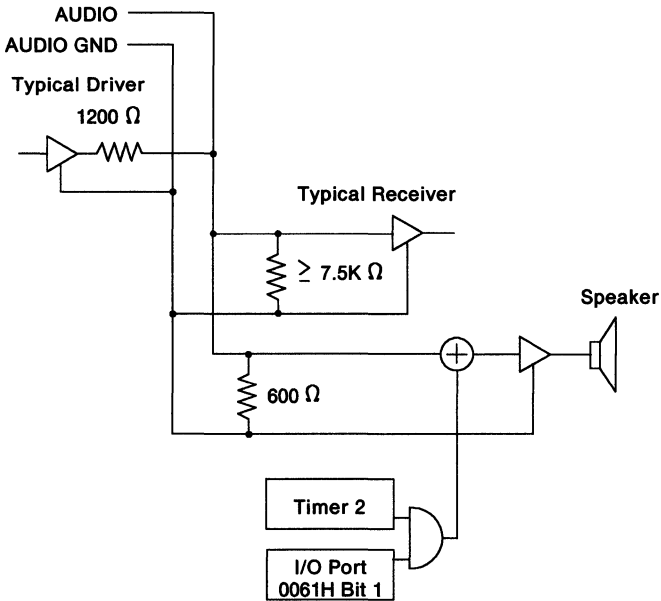 AUDIO
AUDIO GND
Typical Driver
1200 Ω
Typical Receiver
≥ 7.5K Ω
Speaker
600 Ω
Timer 2
I/O Port
0061H Bit 1